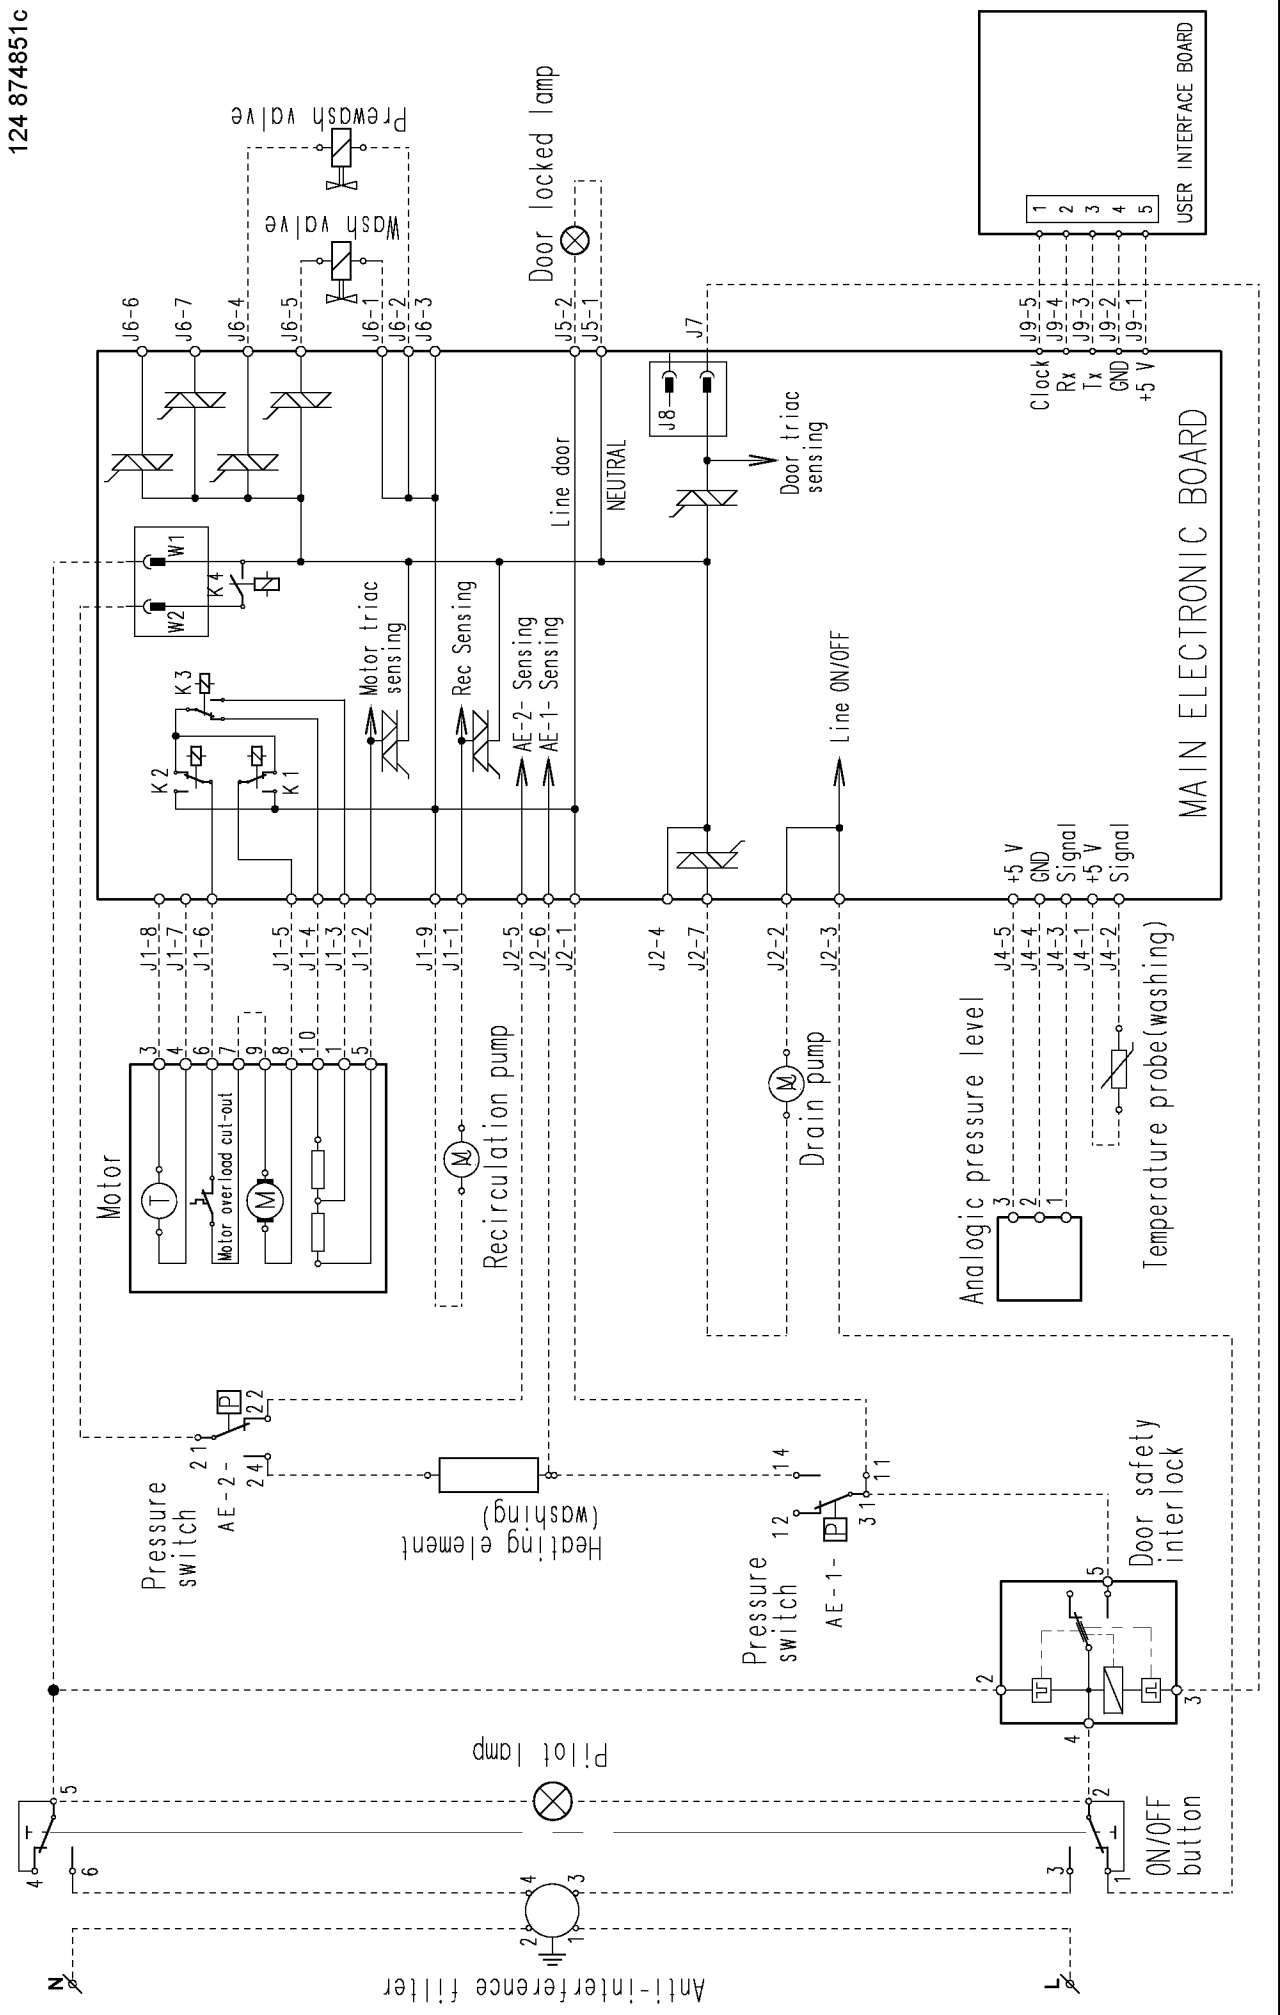 124 874851c
Prewash valve
Wash valve
Door locked lamp
1
2
3
4
5
USER INTERFACE BOARD
J6-6
J6-7
J6-4
J6-5
J6-1
J6-2
J6-3
J5-2
J5-1
J7
J9-5
J9-4
J9-3
J9-2
J9-1
Clock
Rx
Tx
GND
+5 V
J8
Line door
NEUTRAL
Door triac
sensing
W1
W2
K4
K3
K2
K1
Motor triac
sensing
Rec Sensing
AE-2- Sensing
AE-1- Sensing
Line ON/OFF
MAIN ELECTRONIC BOARD
+5 V
GND
Signal
+5 V
Signal
J1-8
J1-7
J1-6
J1-5
J1-4
J1-3
J1-2
J1-9
J1-1
J2-5
J2-6
J2-1
J2-4
J2-7
J2-2
J2-3
J4-5
J4-4
J4-3
J4-1
J4-2
3
4
6
7
9
8
10
1
5
Motor
T
Motor overload cut-out
M
M
Recirculation pump
M
Drain pump
Analogic pressure level
3
2
1
Temperature probe(washing)
Pressure
switch
AE-2-
P
21
22
24
Heating element
(washing)
Pressure
switch
AE-1-
P
14
12
11
31
Door safety
interlock
2
5
4
3
Pilot lamp
5
4
6
2
3
1
ON/OFF
button
4
3
2
1
Anti-interference filter
N
L